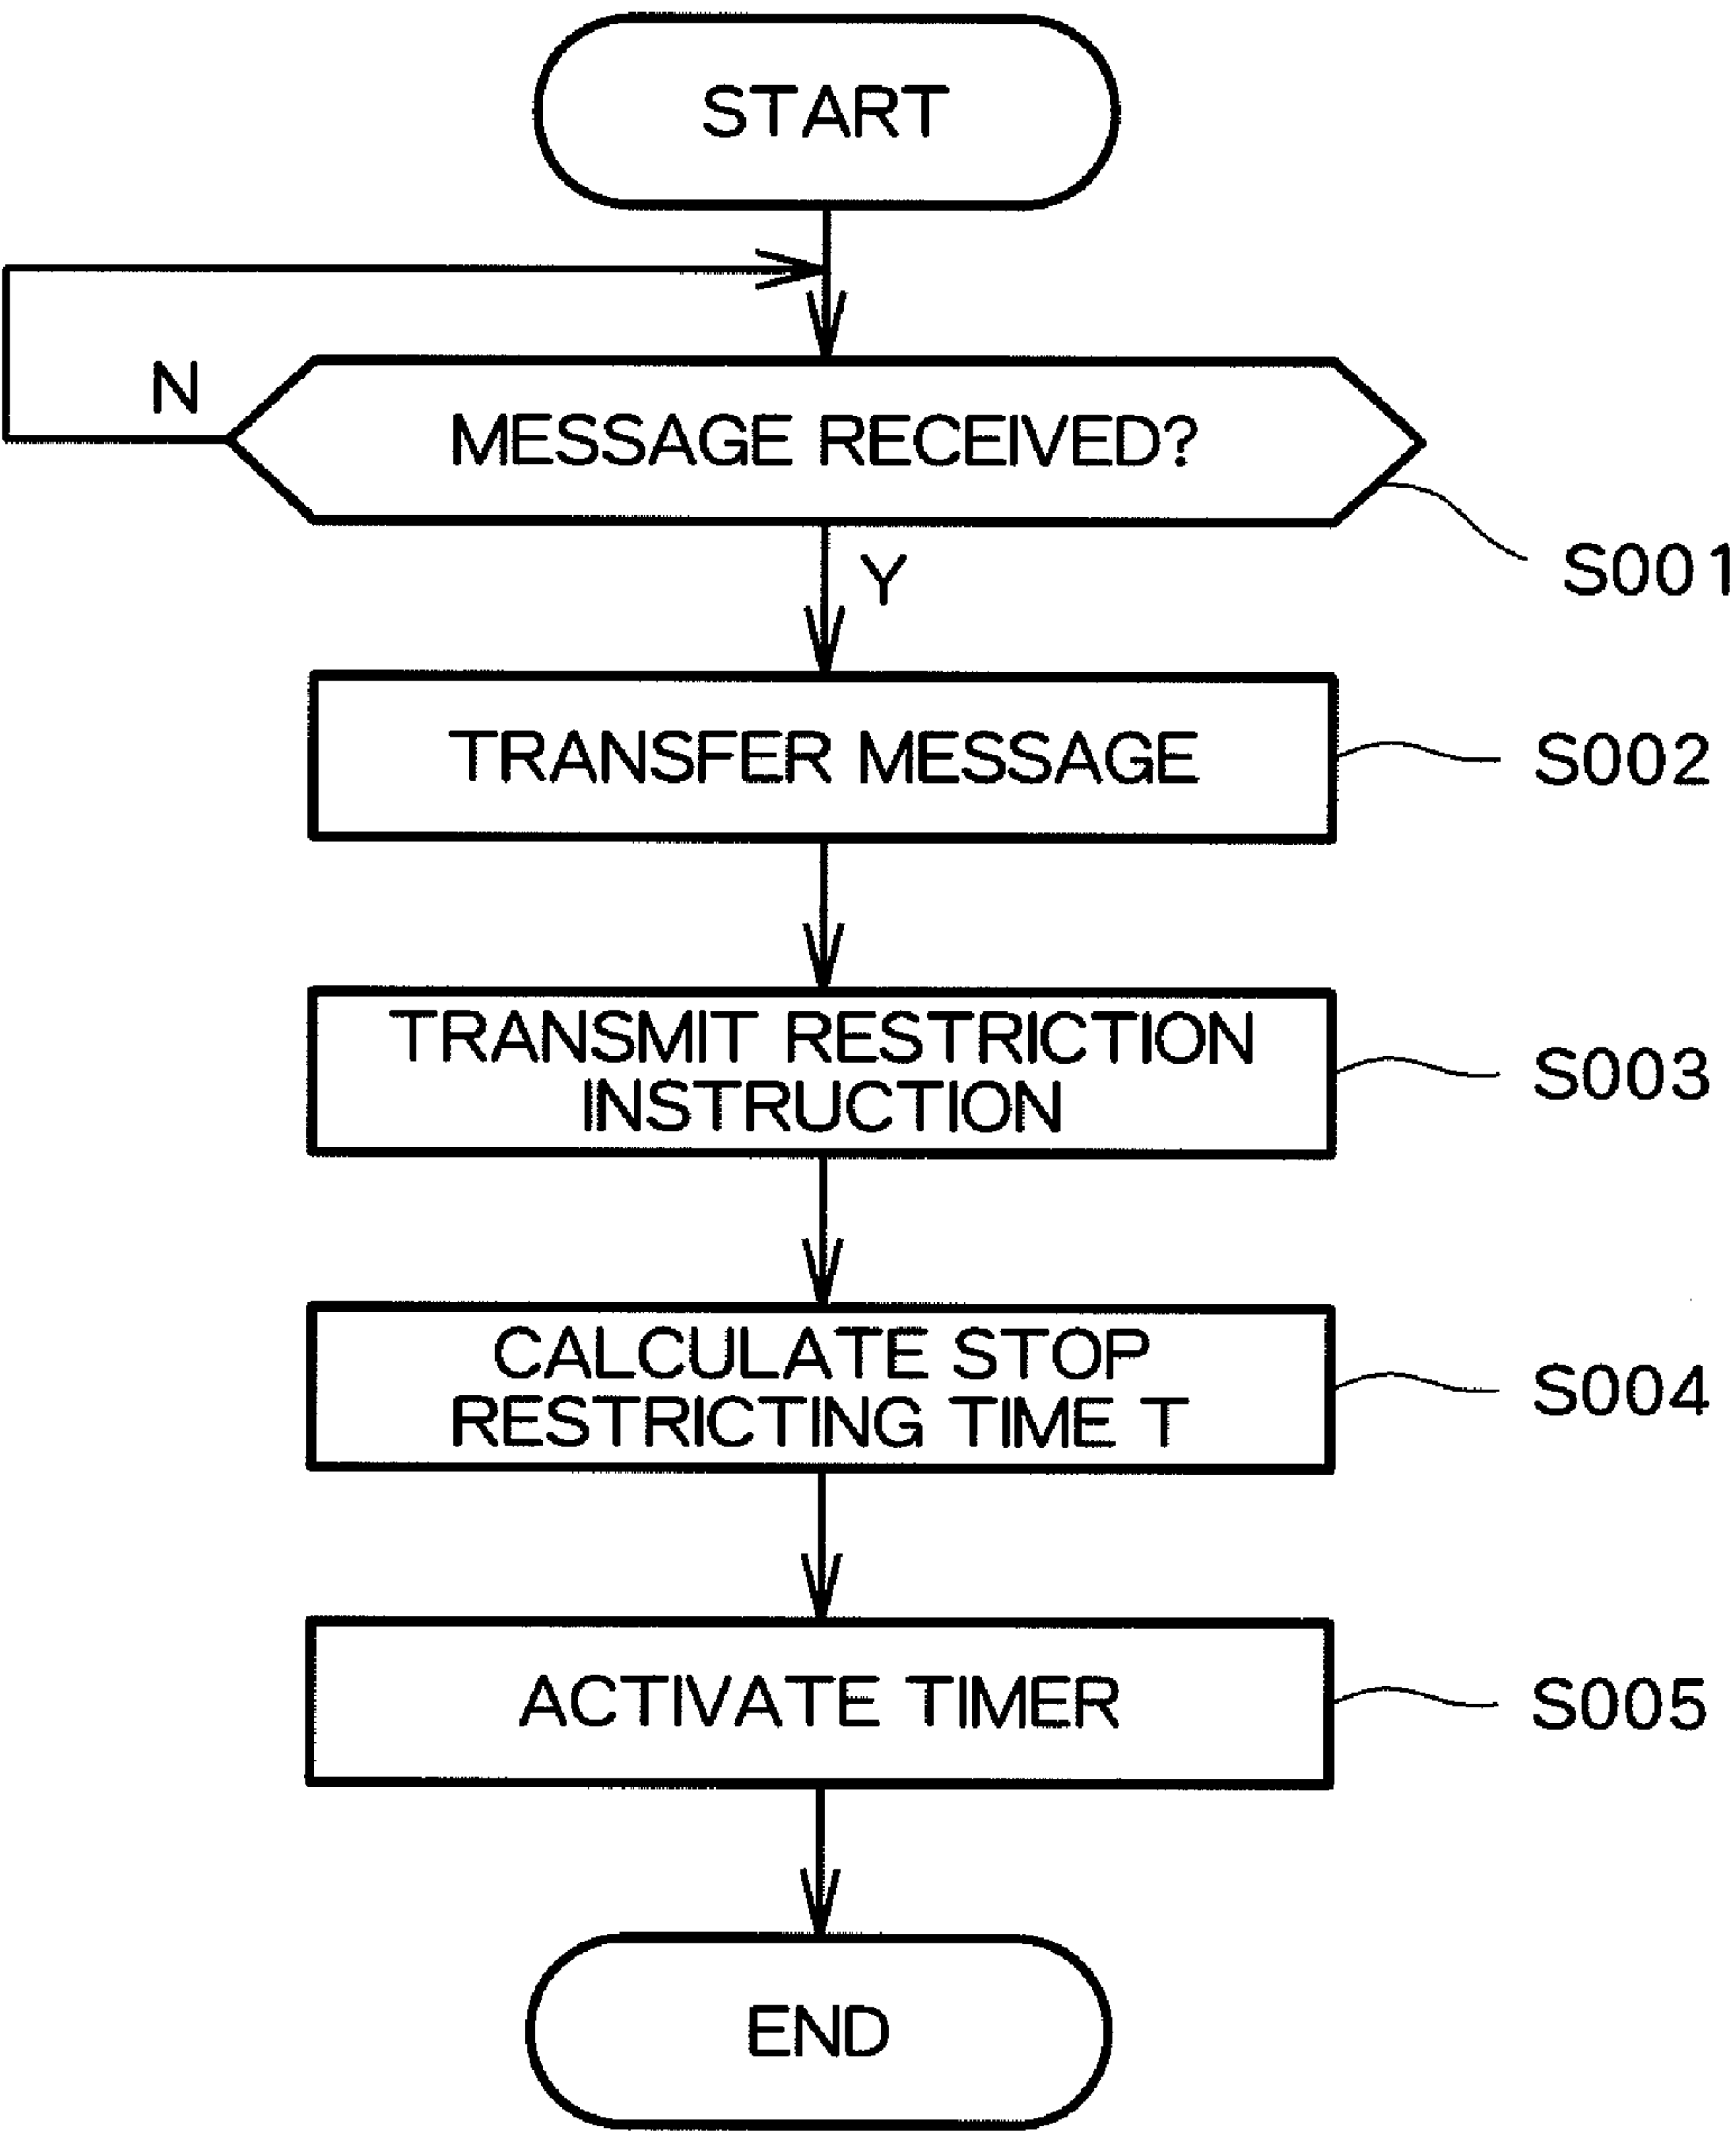 START
N
MESSAGE RECEIVED?
S001
Y
TRANSFER MESSAGE
S002
TRANSMIT RESTRICTION
INSTRUCTION
S003
CALCULATE STOP
RESTRICTING TIME T
S004
ACTIVATE TIMER
S005
END